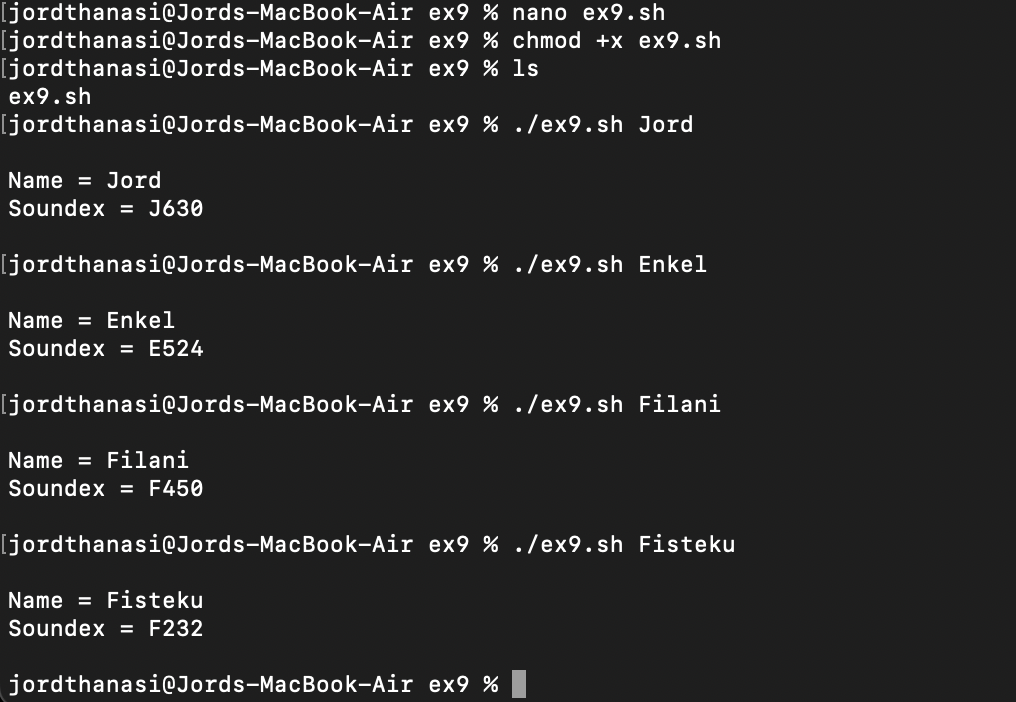 [jordthanasi@Jords-MacBook-Air ex9 % nano ex9.sh
[jordthanasi@Jords-MacBook-Air ex9 % chmod +x ex9.sh
[jordthanasi@Jords-MacBook-Air ex9 % ls
ex9.sh
[jordthanasi@Jords-MacBook-Air ex9 % ./ex9.sh Jord
Name = Jord
Soundex = J630
[jordthanasi@Jords-MacBook-Air ex9 % ./ex9.sh Enkel
Name = Enkel
Soundex = E524
[jordthanasi@Jords-MacBook-Air ex9 % ./ex9.sh Filani
Name = Filani
Soundex = F450
[jordthanasi@Jords-MacBook-Air ex9 % ./ex9.sh Fisteku
Name = Fisteku
Soundex = F232
jordthanasi@Jords-MacBook-Air ex9 %